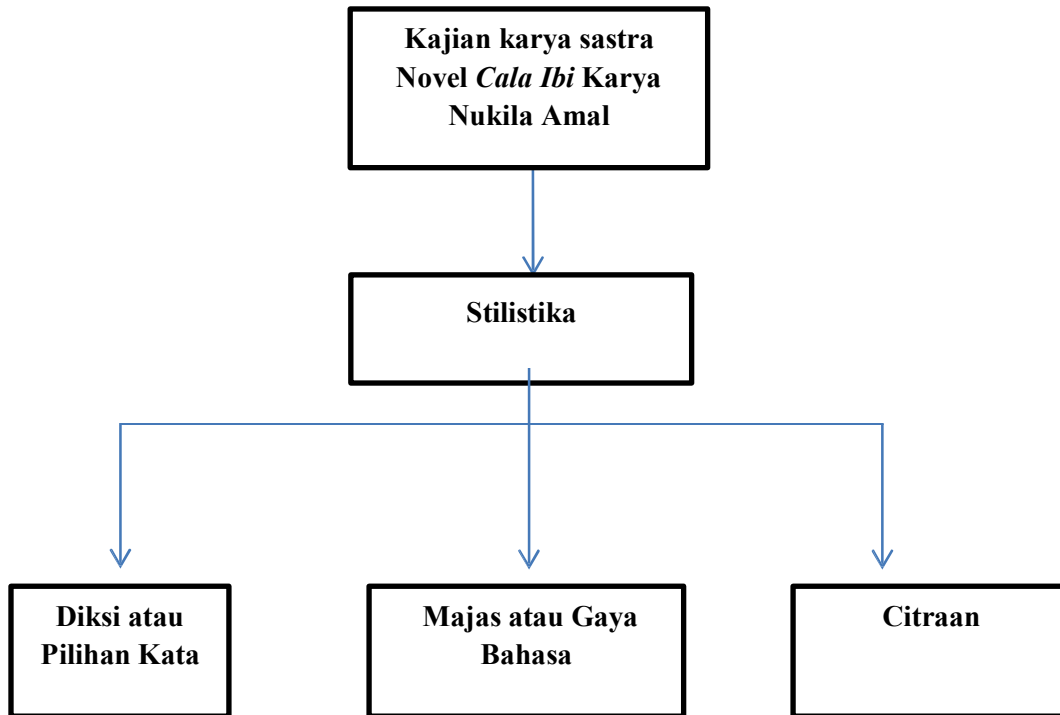 Kajian karya sastra
Novel Cala Ibi Karya
Nukila Amal
Stilistika
Diksi atau
Pilihan Kata
Majas atau Gaya
Bahasa
Citraan